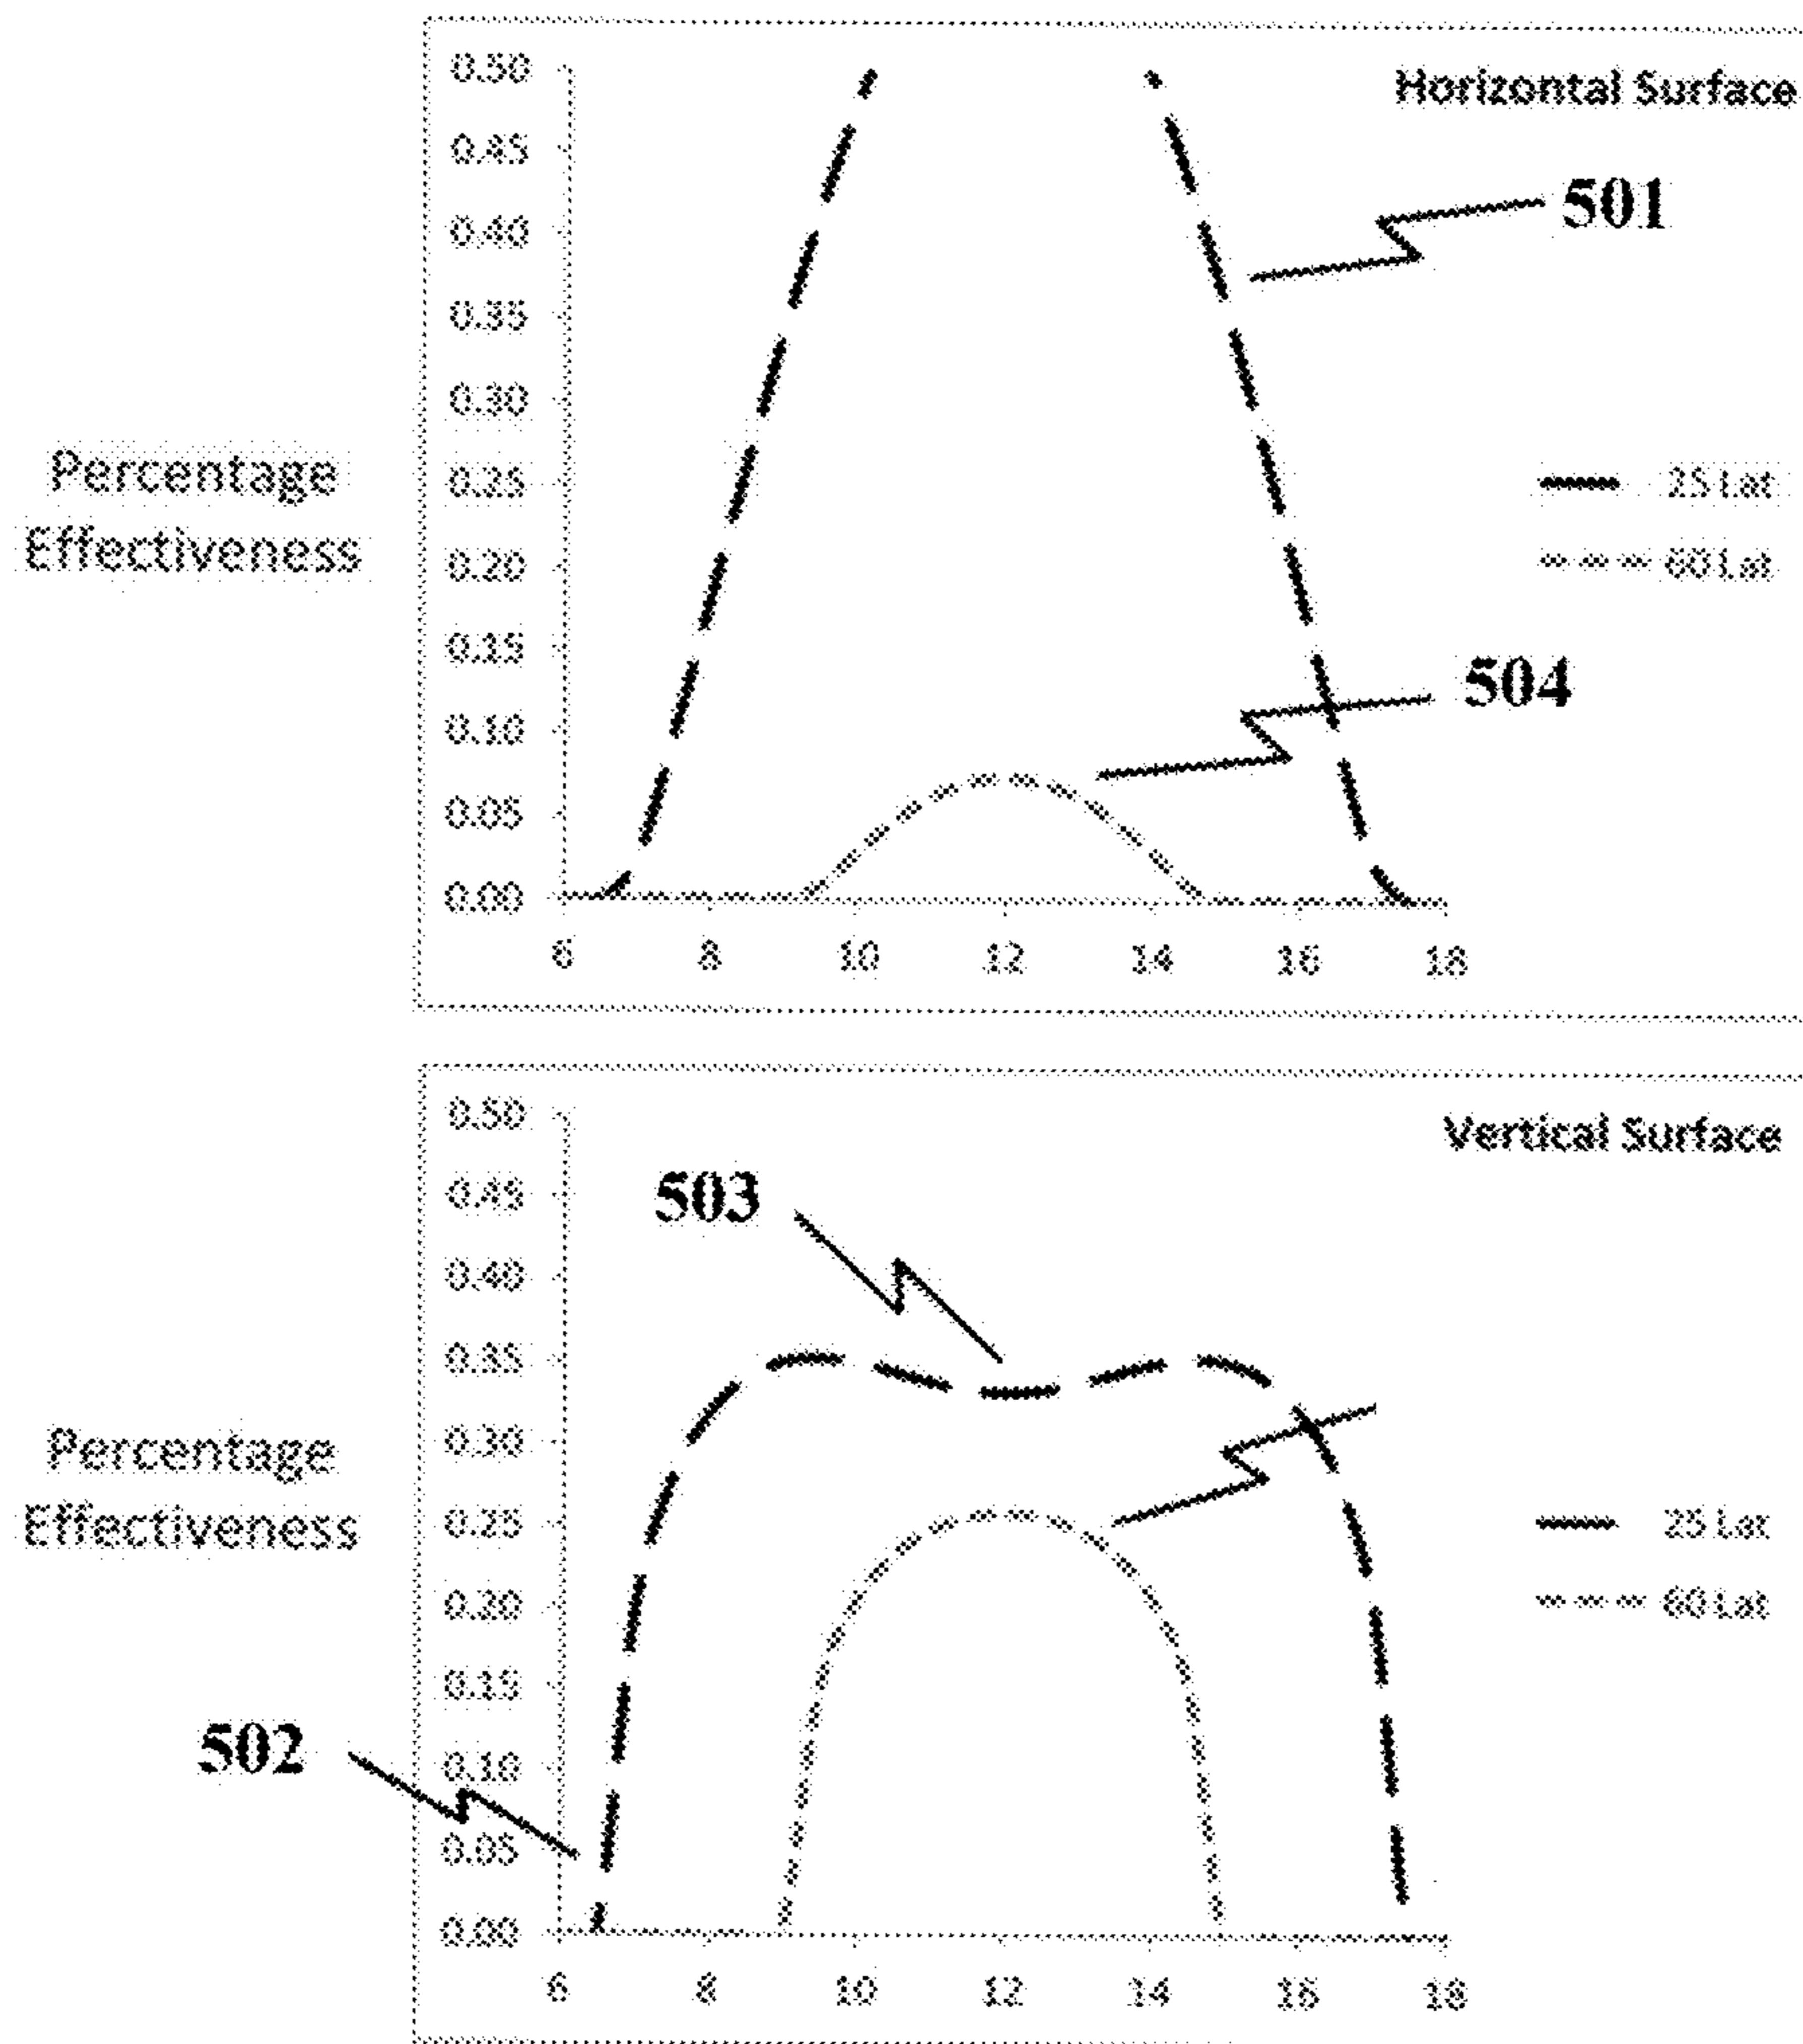 Horizontal Surface
0.50
0.45
0.40
0.35
0.30
0.25
0.20
0.15
0.10
0.05
0.00
Percentage
Effectiveness
501
504
25 Lat
60 Lat
6 8 10 12 14 16 18
Vertical Surface
0.50
0.45
0.40
0.35
0.30
0.25
0.20
0.15
0.10
0.05
0.00
Percentage
Effectiveness
503
502
25 Lat
60 Lat
6 8 10 12 14 16 18